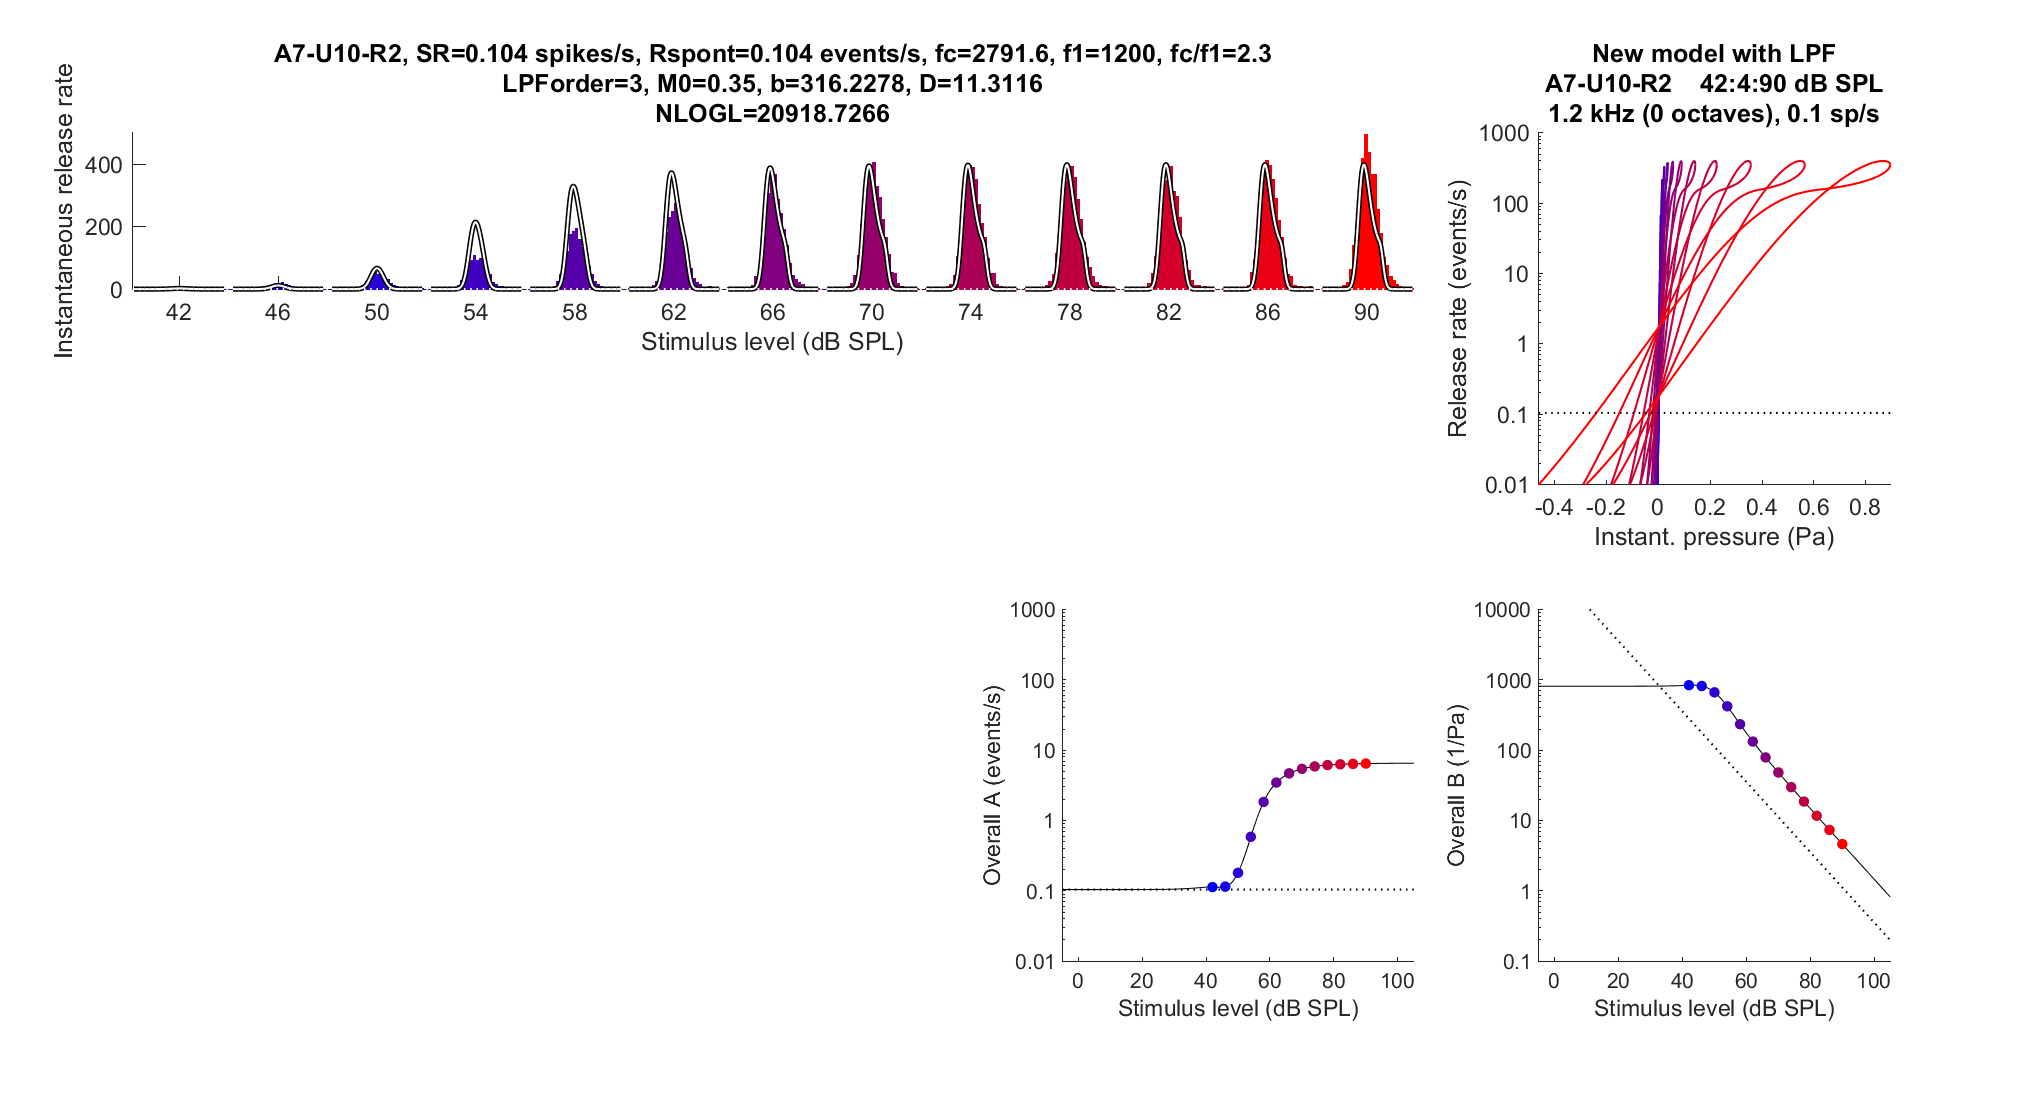 A7-U10-R2, SR=0.104 spikes/s, Rspont=0.104 events/s, fc=2791.6, f1=1200, fc/f1=2.3
LPForder=3, M0=0.35, b=316.2278, D=11.3116
NLOGL=20918.7266
Instantaneous release rate
400
200
0
42 46 50 54 58 62 66 70 74 78 82 86 90
Stimulus level (dB SPL)
New model with LPF
A7-U10-R2 42:4:90 dB SPL
1.2 kHz (0 octaves), 0.1 sp/s
Release rate (events/s)
1000
100
10
1
0.1
0.01
-0.4 -0.2 0 0.2 0.4 0.6 0.8
Instant. pressure (Pa)
Overall A (events/s)
1000
100
10
1
0.1
0.01
0 20 40 60 80 100
Stimulus level (dB SPL)
Overall B (1/Pa)
10000
1000
100
10
1
0.1
0 20 40 60 80 100
Stimulus level (dB SPL)